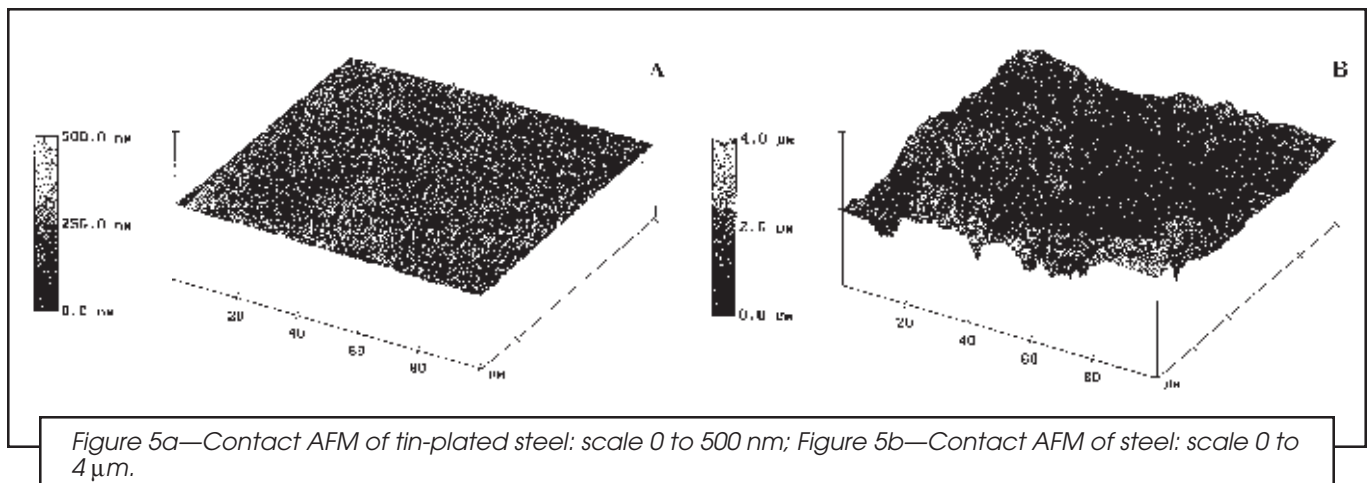 A
B
500.0 nM
250.0 nM
0.0 nM
20
40
60
80
µM
4.0 µM
2.0 µM
0.0 µM
20
40
60
80
µM
Figure 5a—Contact AFM of tin-plated steel: scale 0 to 500 nm; Figure 5b—Contact AFM of steel: scale 0 to
4 µm.